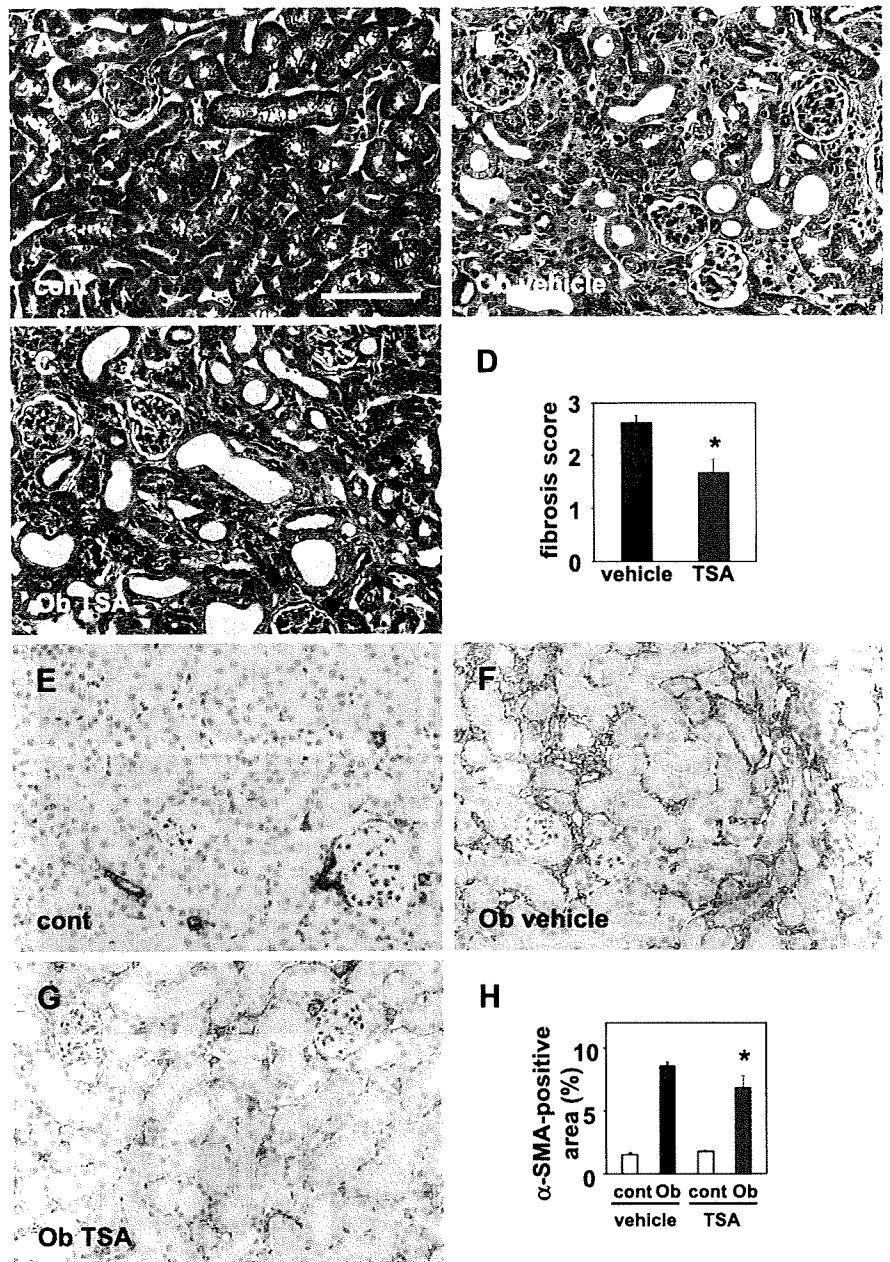 A
cont
Ob vehicle
C
Ob TSA
D
fibrosis score
3
2
1
0
*
vehicle TSA
E
cont
F
Ob vehicle
G
Ob TSA
H
α-SMA-positive
area (%)
10
5
0
*
cont Ob cont Ob
vehicle TSA